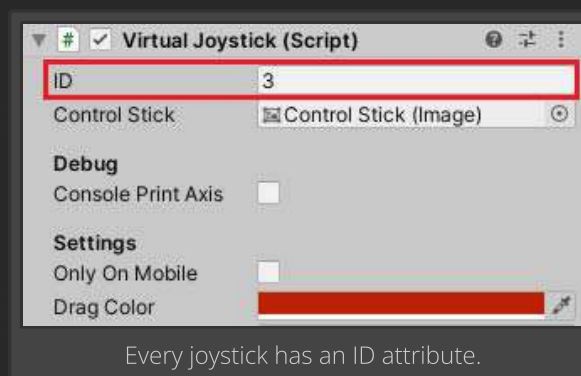 # Virtual Joystick (Script)
ID 3
Control Stick Control Stick (Image)
Debug
Console Print Axis
Settings
Only On Mobile
Drag Color
Every joystick has an ID attribute.